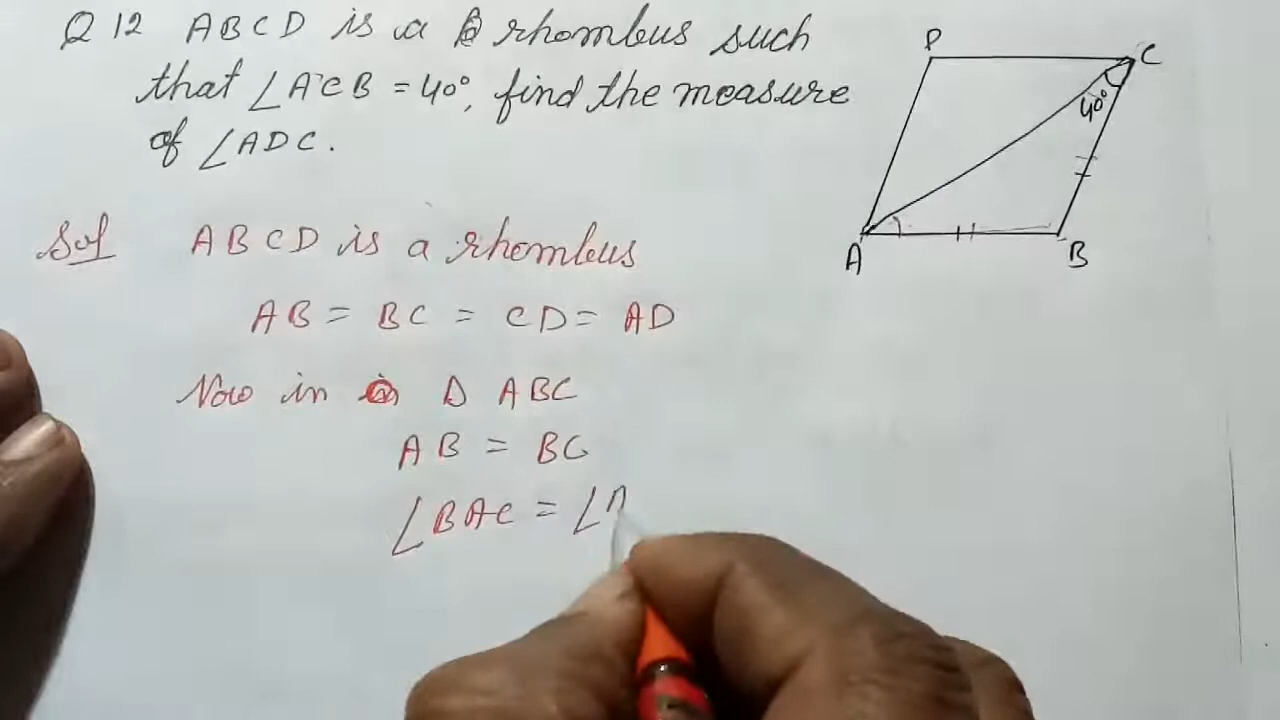 Q 12 ABCD is a rhombus such
that ∠ACB = 40°, find the measure
of ∠ADC.
Sol ABCD is a rhombus
AB = BC = CD = AD
Now in Δ ABC
AB = BC
∠BAC = ∠A
D
C
40°
A
B